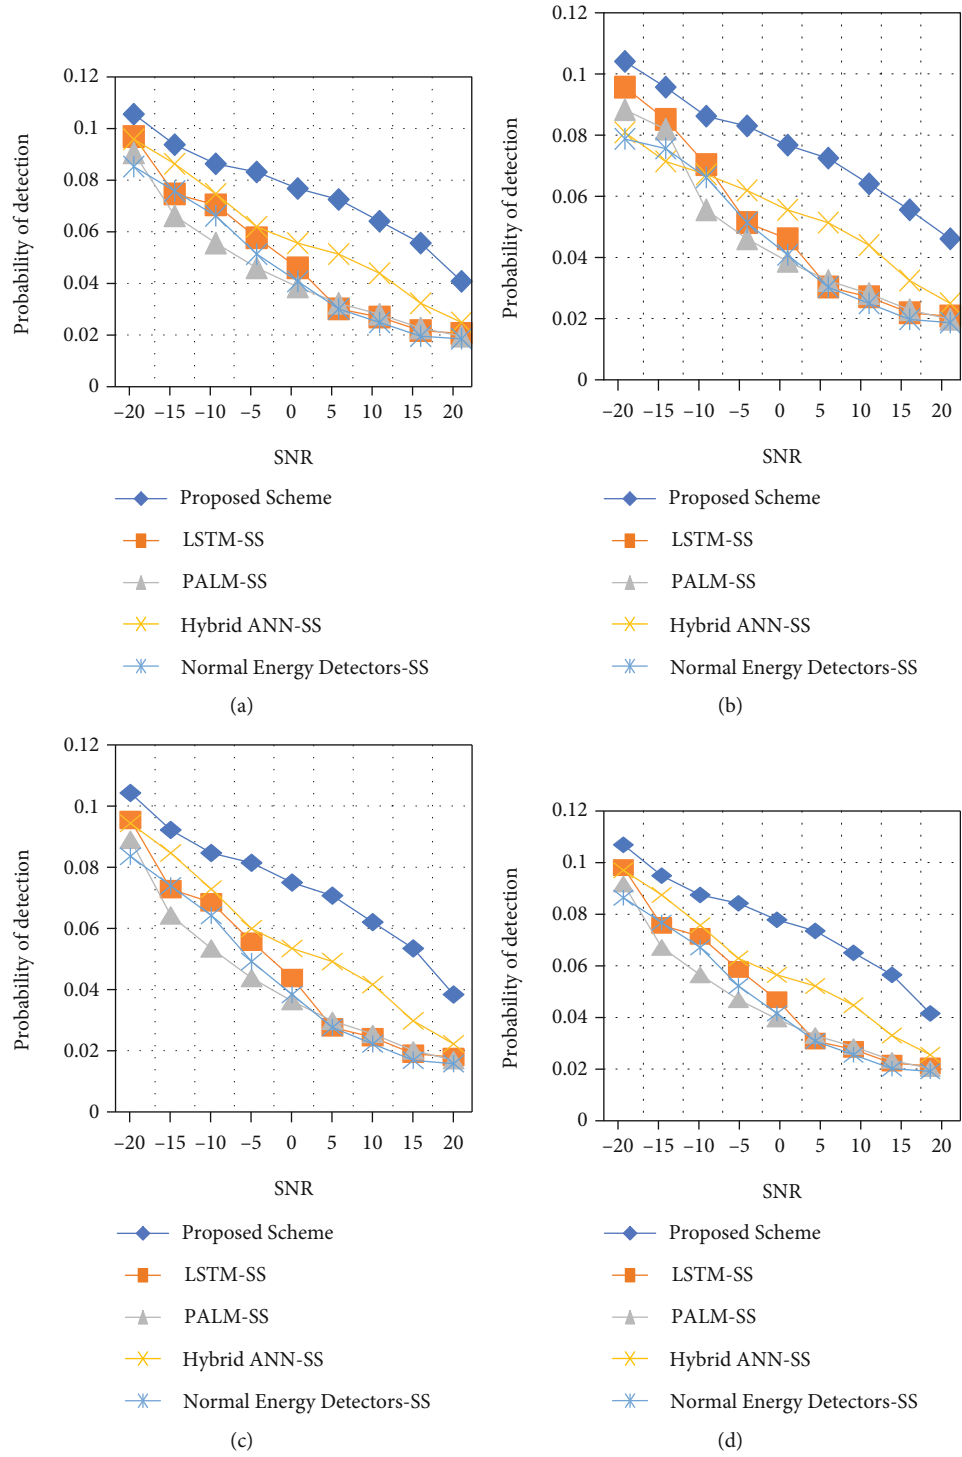 0.12
0.1
0.08
0.06
0.04
0.02
0
Probability of detection
–20 –15 –10 –5 0 5 10 15 20
SNR
Proposed Scheme
LSTM-SS
PALM-SS
Hybrid ANN-SS
Normal Energy Detectors-SS
(a)
0.12
0.1
0.08
0.06
0.04
0.02
0
Probability of detection
–20 –15 –10 –5 0 5 10 15 20
SNR
Proposed Scheme
LSTM-SS
PALM-SS
Hybrid ANN-SS
Normal Energy Detectors-SS
(b)
0.12
0.1
0.08
0.06
0.04
0.02
0
Probability of detection
–20 –15 –10 –5 0 5 10 15 20
SNR
Proposed Scheme
LSTM-SS
PALM-SS
Hybrid ANN-SS
Normal Energy Detectors-SS
(c)
0.12
0.1
0.08
0.06
0.04
0.02
0
Probability of detection
–20 –15 –10 –5 0 5 10 15 20
SNR
Proposed Scheme
LSTM-SS
PALM-SS
Hybrid ANN-SS
Normal Energy Detectors-SS
(d)